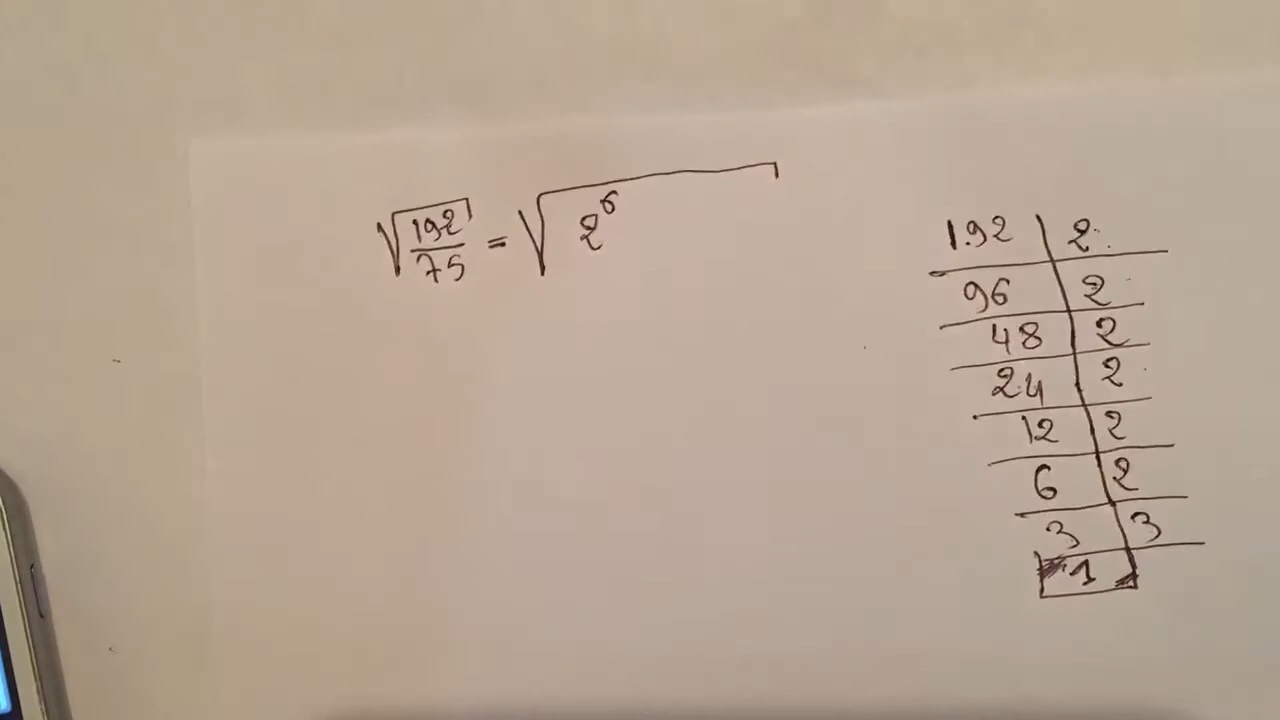 √(192/75) = √(2⁶
192 | 2
96 | 2
48 | 2
24 | 2
12 | 2
6 | 2
3 | 3
1